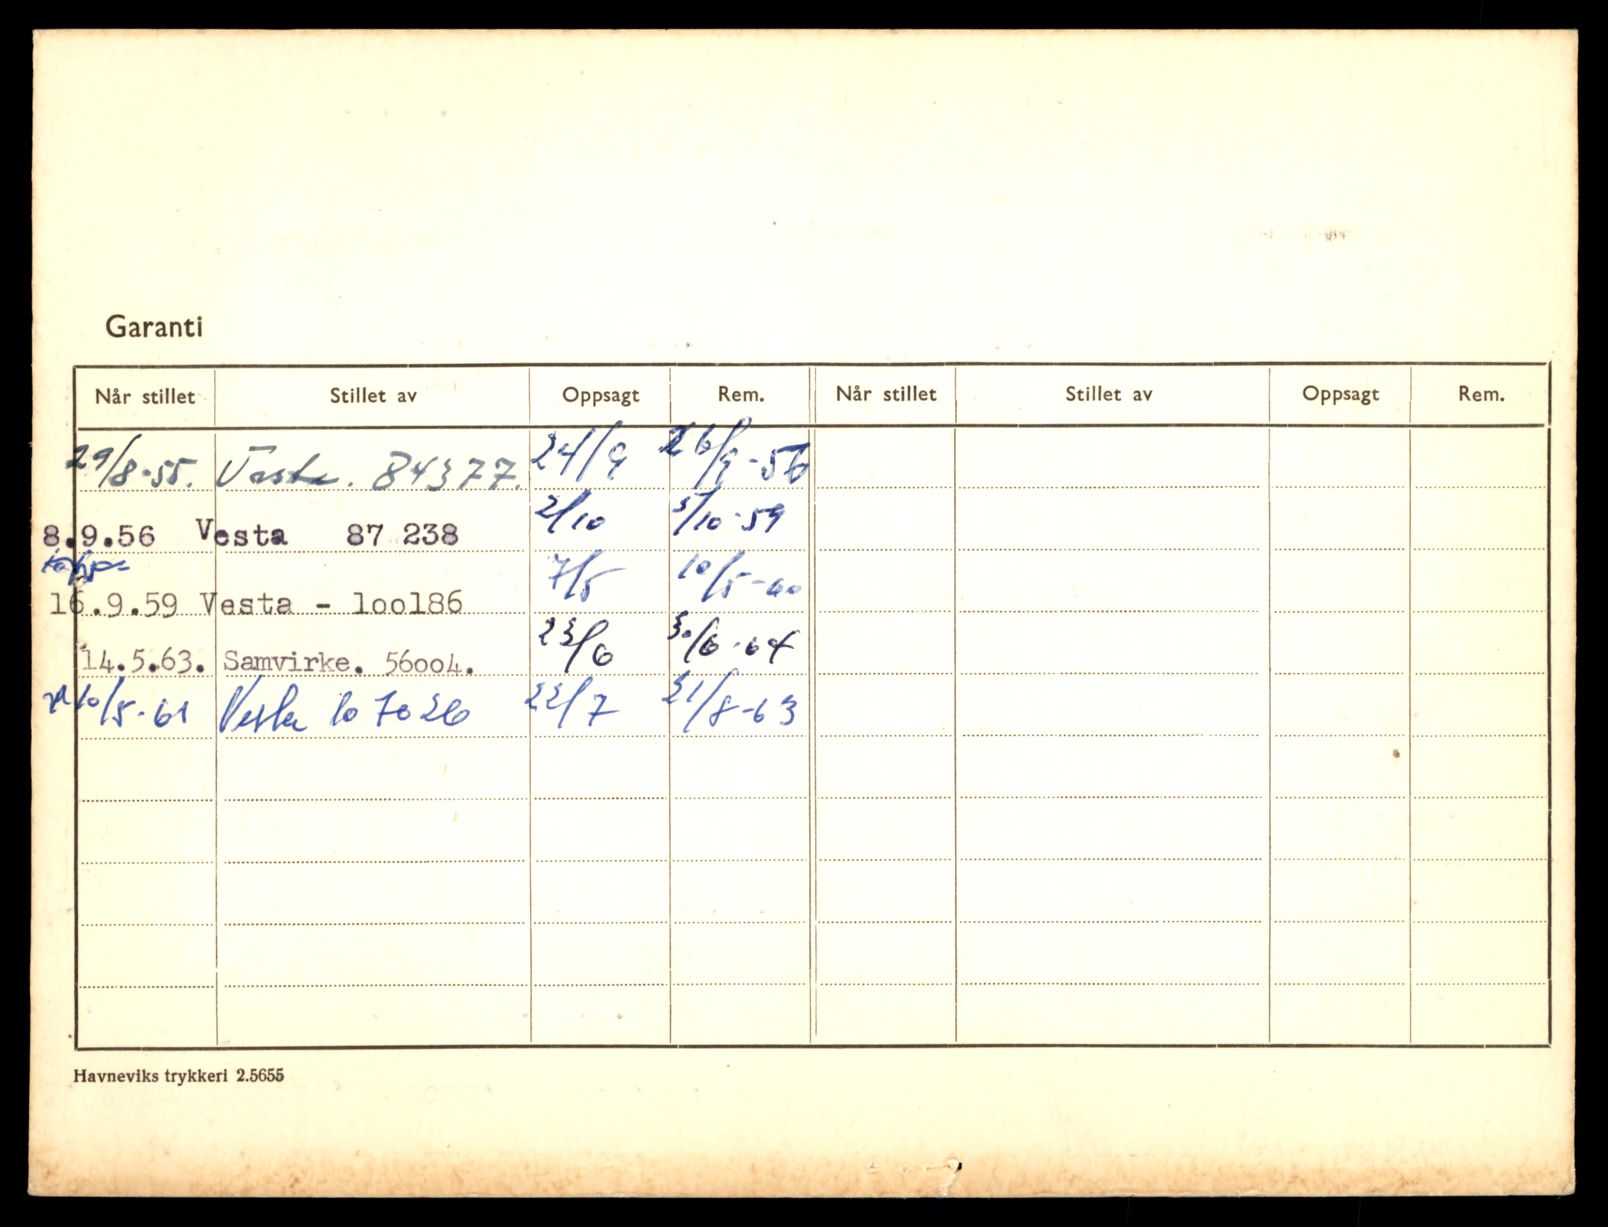 Garanti
Når stillet Stillet av Oppsagt Rem. Når stillet Stillet av Oppsagt Rem.
29/8-55. Vesta. 84377. 24/9 26/9-56
8.9.56 Vesta 87 238 2/10 5/10-59
16.9.59 Vesta - loo186 7/5 10/5-60
14.5.63. Samvirke. 56oo4. 23/6 30/6-64
10/5-61 Vesta 107026 22/7 21/8-63
Havneviks trykkeri 2.5655